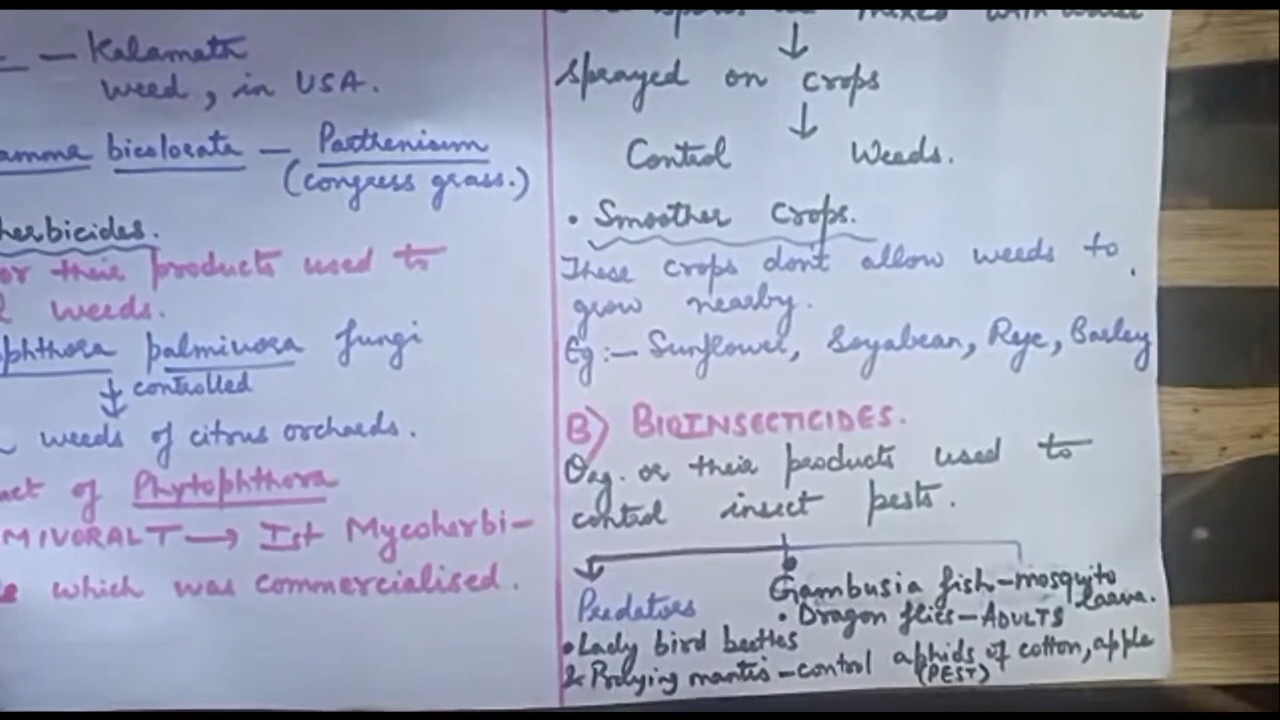 — Kalamath
weed, in USA.
bicolorata — Parthenium
(congress grass.)
herbicides.
or their products used to
weeds.
palmivora fungi
controlled
weeds of citrus orchards.
of Phytophthora
MIVORALT → Ist Mycoherbi-
which was commercialised.
mixed with water
Sprayed on crops
Control Weeds.
• Smoother crops.
These crops don't allow weeds to
grow nearby.
Eg:- Sunflower, Soyabean, Rye, Barley
B) BIOINSECTICIDES.
Org. or their products used to
control insect pests.
Predators
Gambusia fish-mosquito
larva.
• Dragon flies-ADULTS
• Lady bird beetles
& Praying mantis-control aphids of cotton, apple
(PEST)